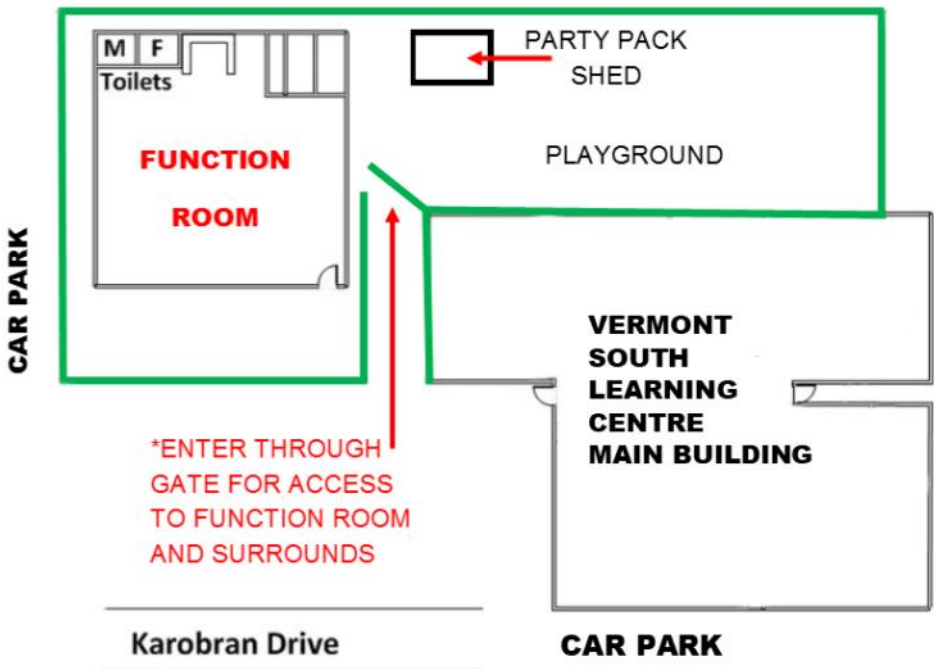 M F
Toilets
PARTY PACK
SHED
FUNCTION
ROOM
PLAYGROUND
CAR PARK
VERMONT
SOUTH
LEARNING
CENTRE
MAIN BUILDING
*ENTER THROUGH
GATE FOR ACCESS
TO FUNCTION ROOM
AND SURROUNDS
Karobran Drive
CAR PARK